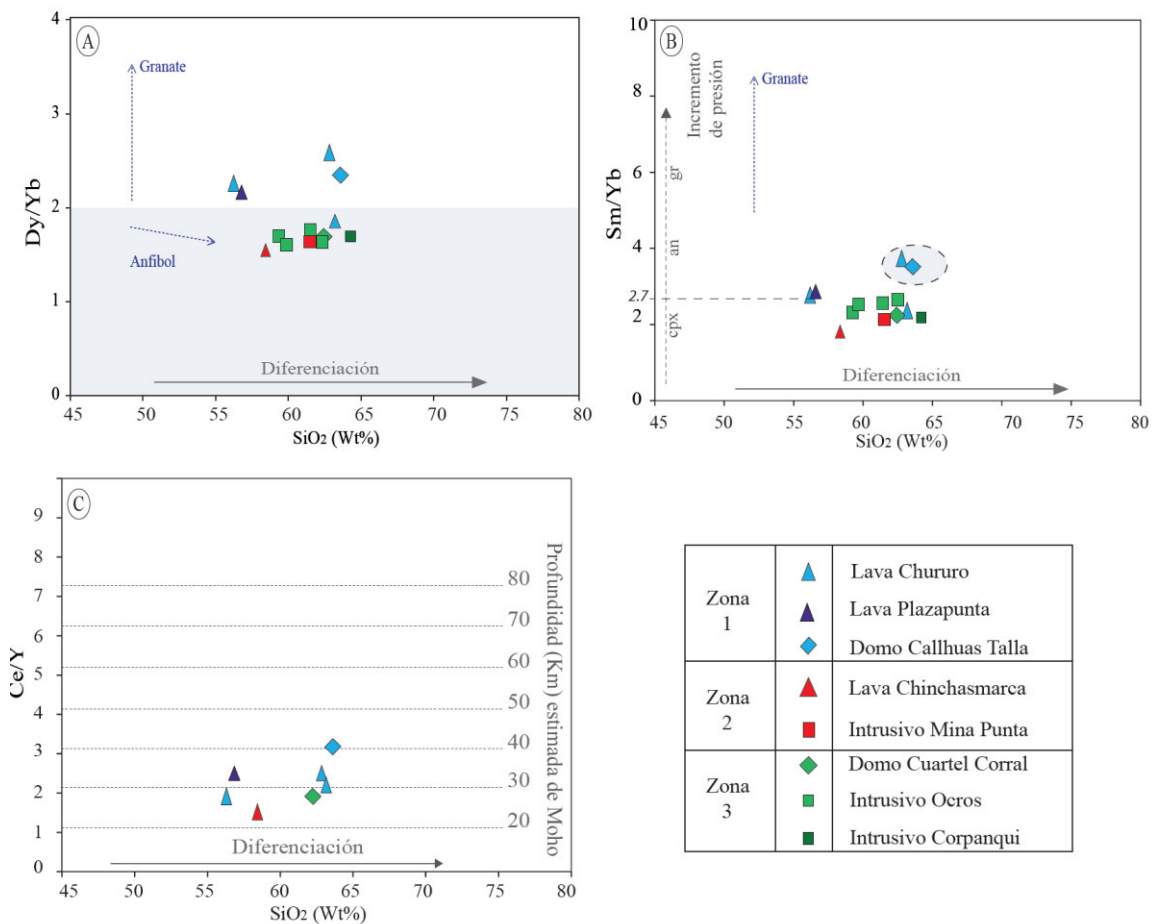 A
4
3
2
1
0
Dy/Yb
Granate
Anfibol
Diferenciación
45 50 55 60 65 70 75 80
SiO₂ (Wt%)
B
10
8
6
4
2.7
2
0
Sm/Yb
Incremento
de presión
Granate
gr
an
cpx
Diferenciación
45 50 55 60 65 70 75 80
SiO₂ (Wt%)
C
9
8
7
6
5
4
3
2
1
0
Ce/Y
80
70
60
50
40
30
20
Profundidad (Km) estimada de Moho
Diferenciación
45 50 55 60 65 70 75 80
SiO₂ (Wt%)
Zona
1
Lava Chururo
Lava Plazapunta
Domo Callhuas Talla
Zona
2
Lava Chinchasmarca
Intrusivo Mina Punta
Zona
3
Domo Cuartel Corral
Intrusivo Ocros
Intrusivo Corpanqui